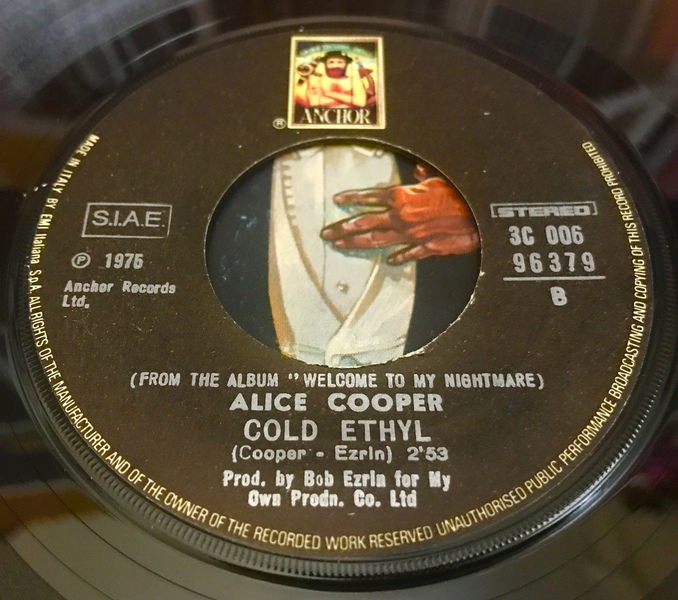 ANCHOR
®
S.I.A.E.
STEREO
℗ 1975
3C 006
96379
Anchor Records
Ltd.
B
(FROM THE ALBUM "WELCOME TO MY NIGHTMARE)
ALICE COOPER
COLD ETHYL
(Cooper - Ezrin) 2'53
Prod. by Bob Ezrin for My
Own Prodn. Co. Ltd
MADE IN ITALY BY EMI Italiana S.p.A. ALL RIGHTS OF THE MANUFACTURER AND OF THE OWNER OF THE RECORDED WORK RESERVED UNAUTHORISED PUBLIC PERFORMANCE BROADCASTING AND COPYING OF THIS RECORD PROHIBITED